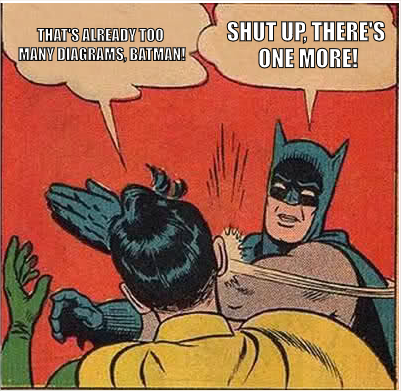 THAT'S ALREADY TOO
MANY DIAGRAMS, BATMAN!
SHUT UP, THERE'S
ONE MORE!